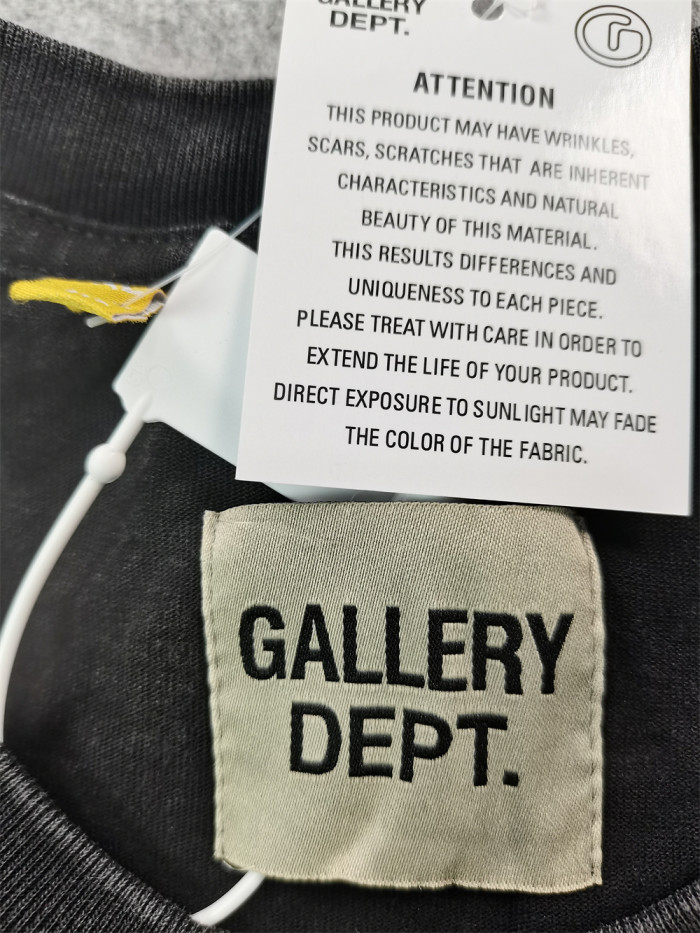 GALLERY
DEPT.
ATTENTION
THIS PRODUCT MAY HAVE WRINKLES,
SCARS, SCRATCHES THAT ARE INHERENT
CHARACTERISTICS AND NATURAL
BEAUTY OF THIS MATERIAL.
THIS RESULTS DIFFERENCES AND
UNIQUENESS TO EACH PIECE.
PLEASE TREAT WITH CARE IN ORDER TO
EXTEND THE LIFE OF YOUR PRODUCT.
DIRECT EXPOSURE TO SUNLIGHT MAY FADE
THE COLOR OF THE FABRIC.
GALLERY
DEPT.